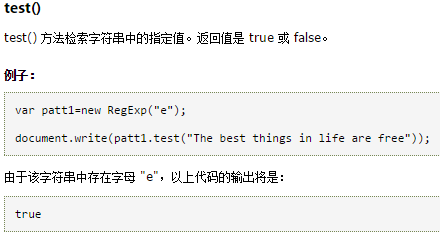 test()
test() 方法检索字符串中的指定值。返回值是 true 或 false。
例子：
var patt1=new RegExp("e");
document.write(patt1.test("The best things in life are free"));
由于该字符串中存在字母 "e"，以上代码的输出将是：
true